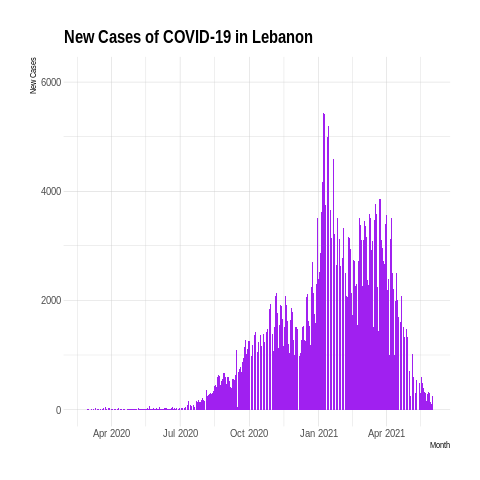 New Cases of COVID-19 in Lebanon
New Cases
6000
4000
2000
0
Apr 2020
Jul 2020
Oct 2020
Jan 2021
Apr 2021
Month